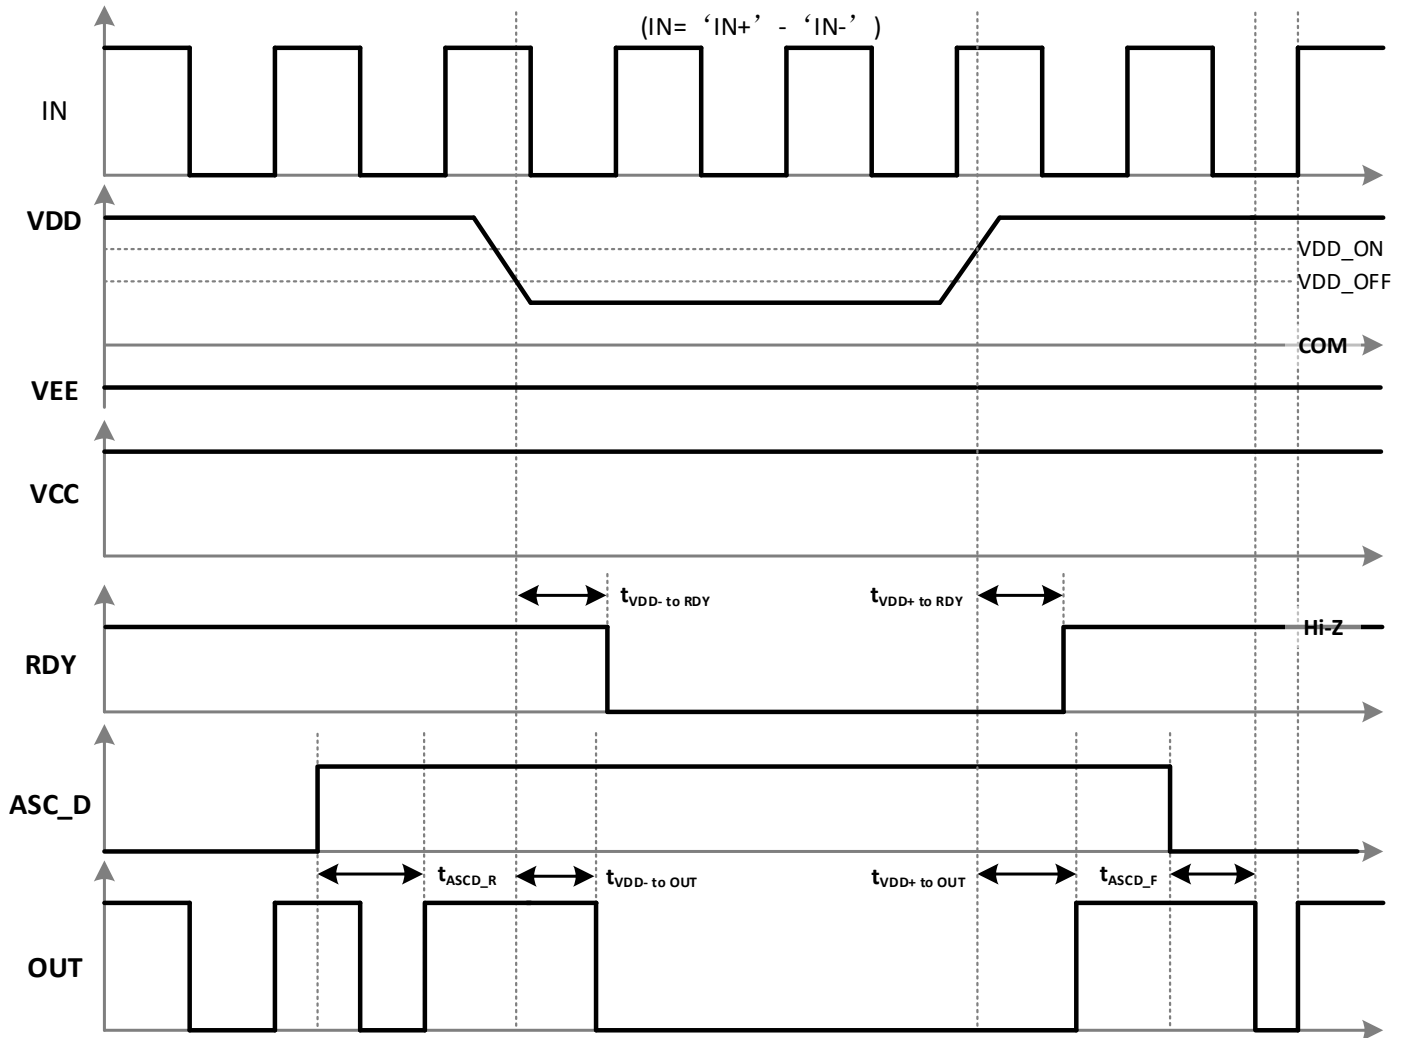 (IN= ‘IN+’ - ‘IN-’ )
IN
VDD
VDD_ON
VDD_OFF
COM
VEE
VCC
tVDD- to RDY
tVDD+ to RDY
Hi-Z
RDY
ASC_D
tASCD_R
tVDD- to OUT
tVDD+ to OUT
tASCD_F
OUT